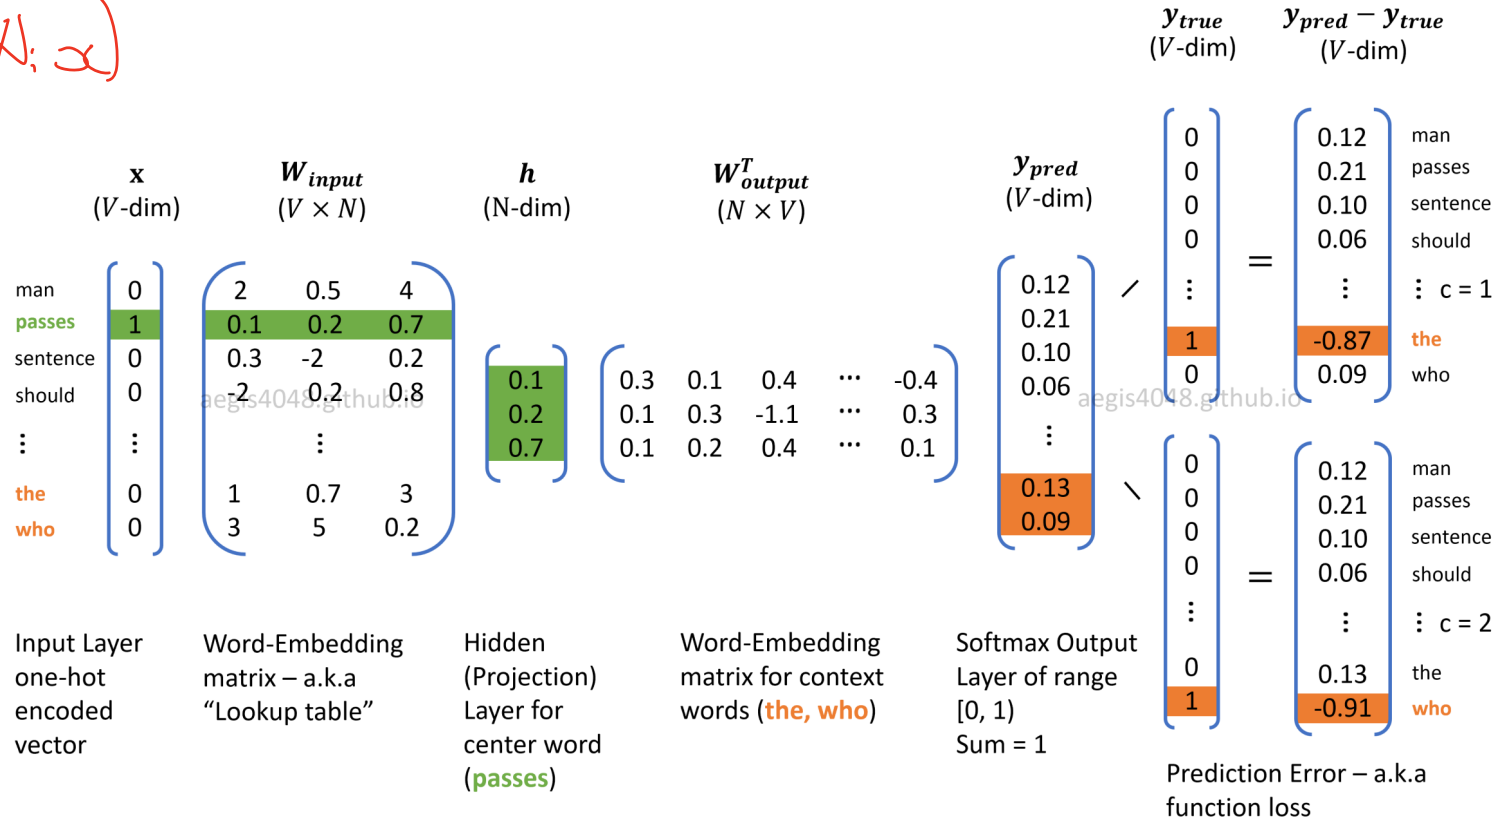 N; x)
y_true
(V-dim)
y_pred − y_true
(V-dim)
x
(V-dim)
W_input
(V × N)
h
(N-dim)
W^T_output
(N × V)
y_pred
(V-dim)
man 0 2 0.5 4
passes 1 0.1 0.2 0.7
sentence 0 0.3 -2 0.2
should 0 -2 0.2 0.8
⋮ ⋮ ⋮
the 0 1 0.7 3
who 0 3 5 0.2
aegis4048.github.io
0.1
0.2
0.7
0.3 0.1 0.4 ⋯ -0.4
0.1 0.3 -1.1 ⋯ 0.3
0.1 0.2 0.4 ⋯ 0.1
0.12
0.21
0.10
0.06
⋮
0.13
0.09
0 0.12 man
0 0.21 passes
0 0.10 sentence
0 = 0.06 should
⋮ ⋮ ⋮ c = 1
1 -0.87 the
0 0.09 who
aegis4048.github.io
0 0.12 man
0 0.21 passes
0 0.10 sentence
0 = 0.06 should
⋮ ⋮ ⋮ c = 2
0 0.13 the
1 -0.91 who
Input Layer
one-hot
encoded
vector
Word-Embedding
matrix – a.k.a
“Lookup table”
Hidden
(Projection)
Layer for
center word
(passes)
Word-Embedding
matrix for context
words (the, who)
Softmax Output
Layer of range
[0, 1)
Sum = 1
Prediction Error – a.k.a
function loss